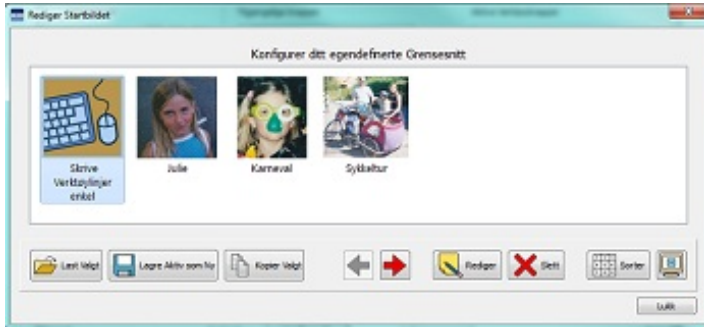 Rediger Startbildet
Konfigurer ditt egendefinerte Grensesnitt
Skrive
Verktøylinjer
enkel
Julie
Karneval
Sykkeltur
Last Valgt
Lagre Aktiv som Ny
Kopier Valgt
Rediger
Slett
Sorter
Lukk